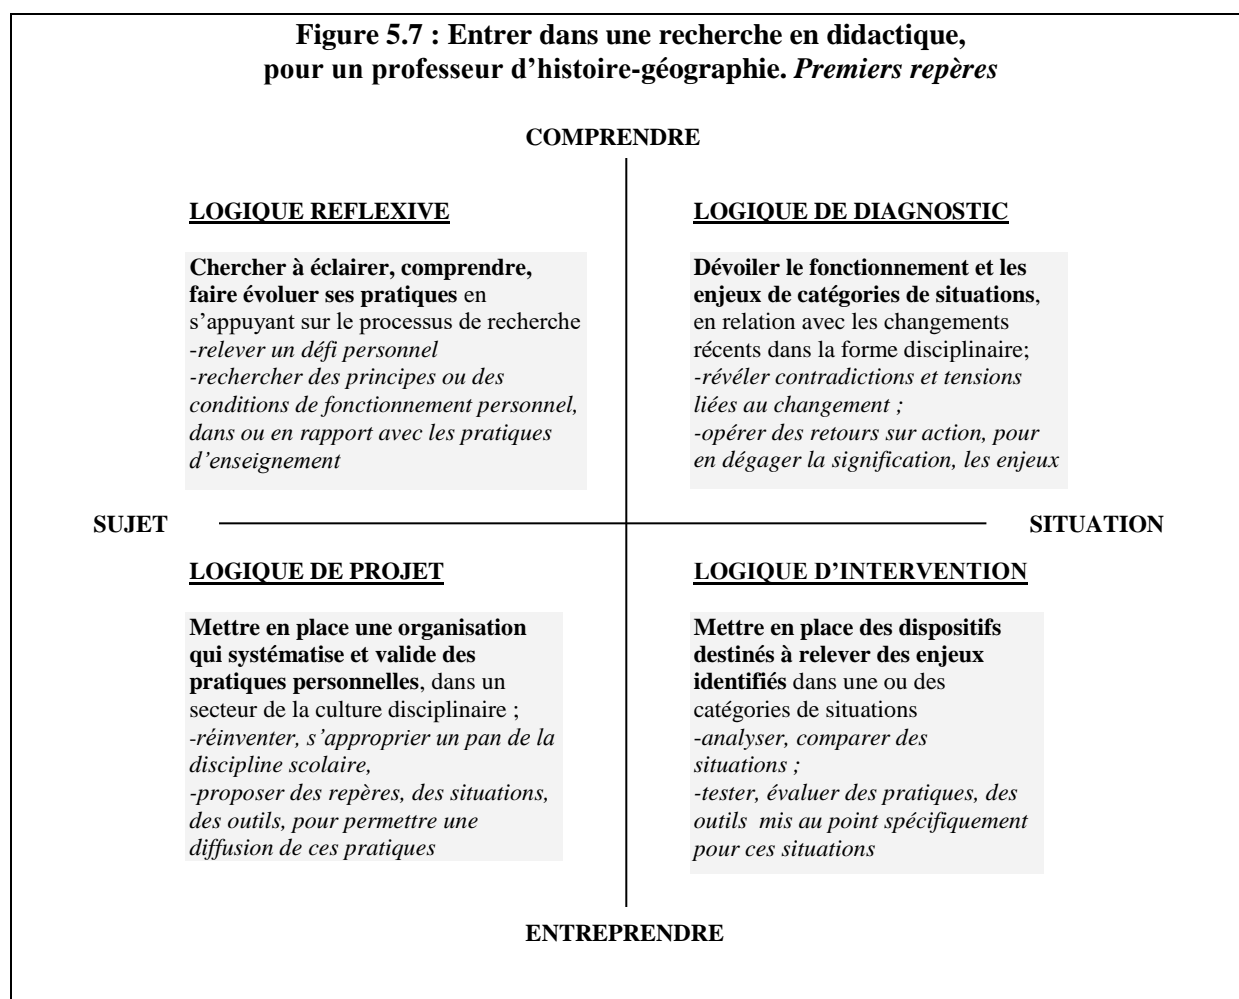 Figure 5.7 : Entrer dans une recherche en didactique,
pour un professeur d’histoire-géographie. Premiers repères
COMPRENDRE
LOGIQUE REFLEXIVE
Chercher à éclairer, comprendre,
faire évoluer ses pratiques en
s’appuyant sur le processus de recherche
-relever un défi personnel
-rechercher des principes ou des
conditions de fonctionnement personnel,
dans ou en rapport avec les pratiques
d’enseignement
LOGIQUE DE DIAGNOSTIC
Dévoiler le fonctionnement et les
enjeux de catégories de situations,
en relation avec les changements
récents dans la forme disciplinaire;
-révéler contradictions et tensions
liées au changement ;
-opérer des retours sur action, pour
en dégager la signification, les enjeux
SUJET
SITUATION
LOGIQUE DE PROJET
Mettre en place une organisation
qui systématise et valide des
pratiques personnelles, dans un
secteur de la culture disciplinaire ;
-réinventer, s’approprier un pan de la
discipline scolaire,
-proposer des repères, des situations,
des outils, pour permettre une
diffusion de ces pratiques
LOGIQUE D’INTERVENTION
Mettre en place des dispositifs
destinés à relever des enjeux
identifiés dans une ou des
catégories de situations
-analyser, comparer des
situations ;
-tester, évaluer des pratiques, des
outils  mis au point spécifiquement
pour ces situations
ENTREPRENDRE